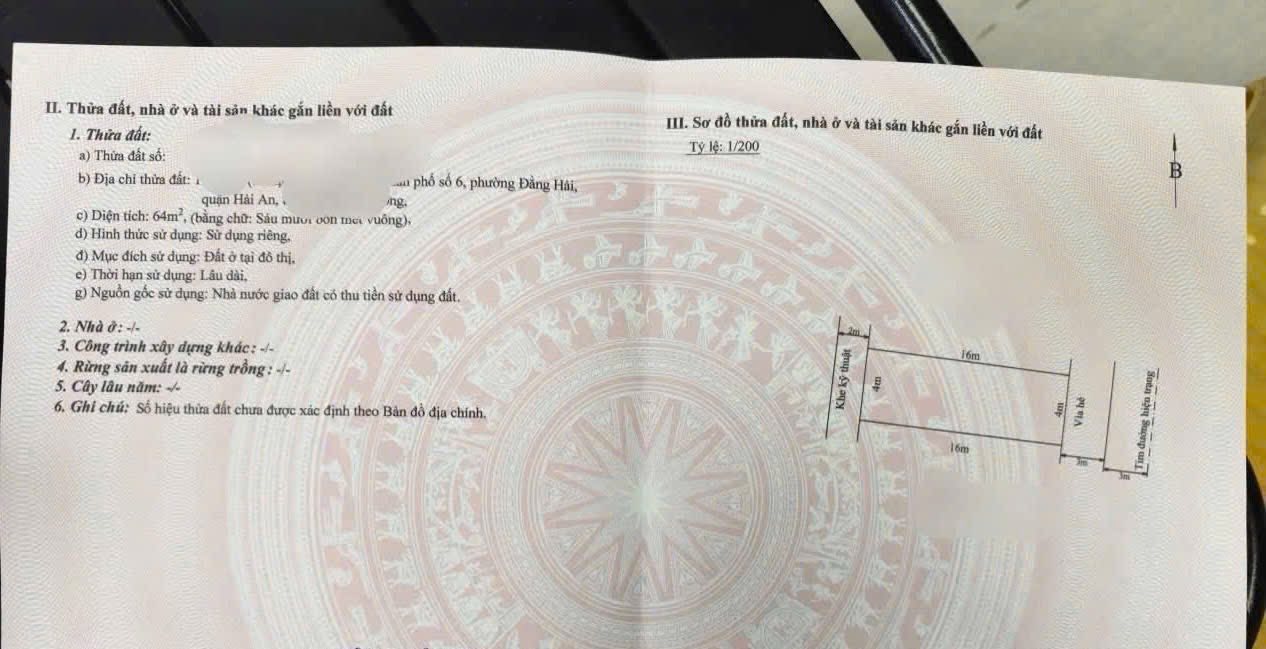 II. Thửa đất, nhà ở và tài sản khác gắn liền với đất
1. Thửa đất:
a) Thửa đất số:
b) Địa chỉ thửa đất: phố số 6, phường Đằng Hải,
quận Hải An,
c) Diện tích: 64m², (bằng chữ: Sáu mươi bốn mét vuông),
d) Hình thức sử dụng: Sử dụng riêng,
đ) Mục đích sử dụng: Đất ở tại đô thị,
e) Thời hạn sử dụng: Lâu dài,
g) Nguồn gốc sử dụng: Nhà nước giao đất có thu tiền sử dụng đất.
2. Nhà ở: -/-
3. Công trình xây dựng khác: -/-
4. Rừng sản xuất là rừng trồng: -/-
5. Cây lâu năm: -/-
6. Ghi chú: Số hiệu thửa đất chưa được xác định theo Bản đồ địa chính.
III. Sơ đồ thửa đất, nhà ở và tài sản khác gắn liền với đất
Tỷ lệ: 1/200
B
2m
Khe kỹ thuật
4m
16m
16m
4m
Vỉa hè
3m
3m
Tim đường hiện trạng